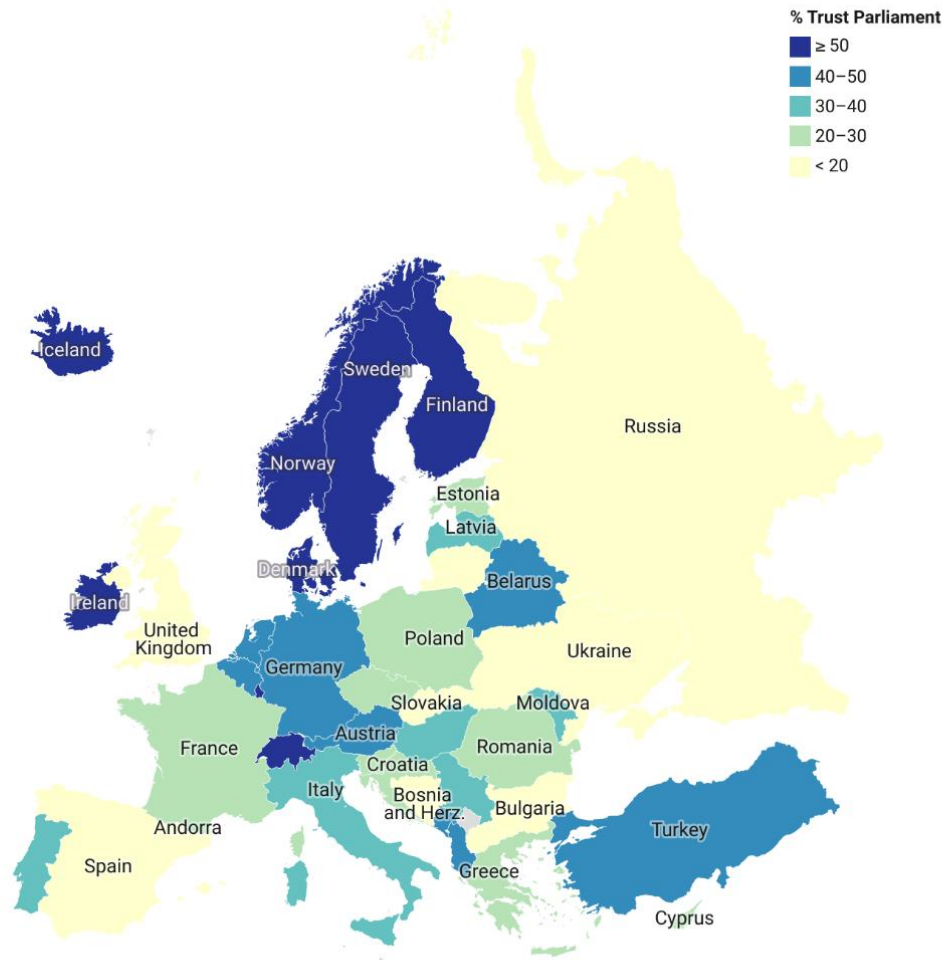 % Trust Parliament
≥ 50
40–50
30–40
20–30
< 20
Iceland
Sweden
Finland
Norway
Russia
Estonia
Latvia
Denmark
Belarus
Ireland
United
Kingdom
Poland
Ukraine
Germany
Slovakia
Moldova
Austria
France
Romania
Croatia
Italy
Bosnia
and Herz.
Bulgaria
Andorra
Turkey
Spain
Greece
Cyprus